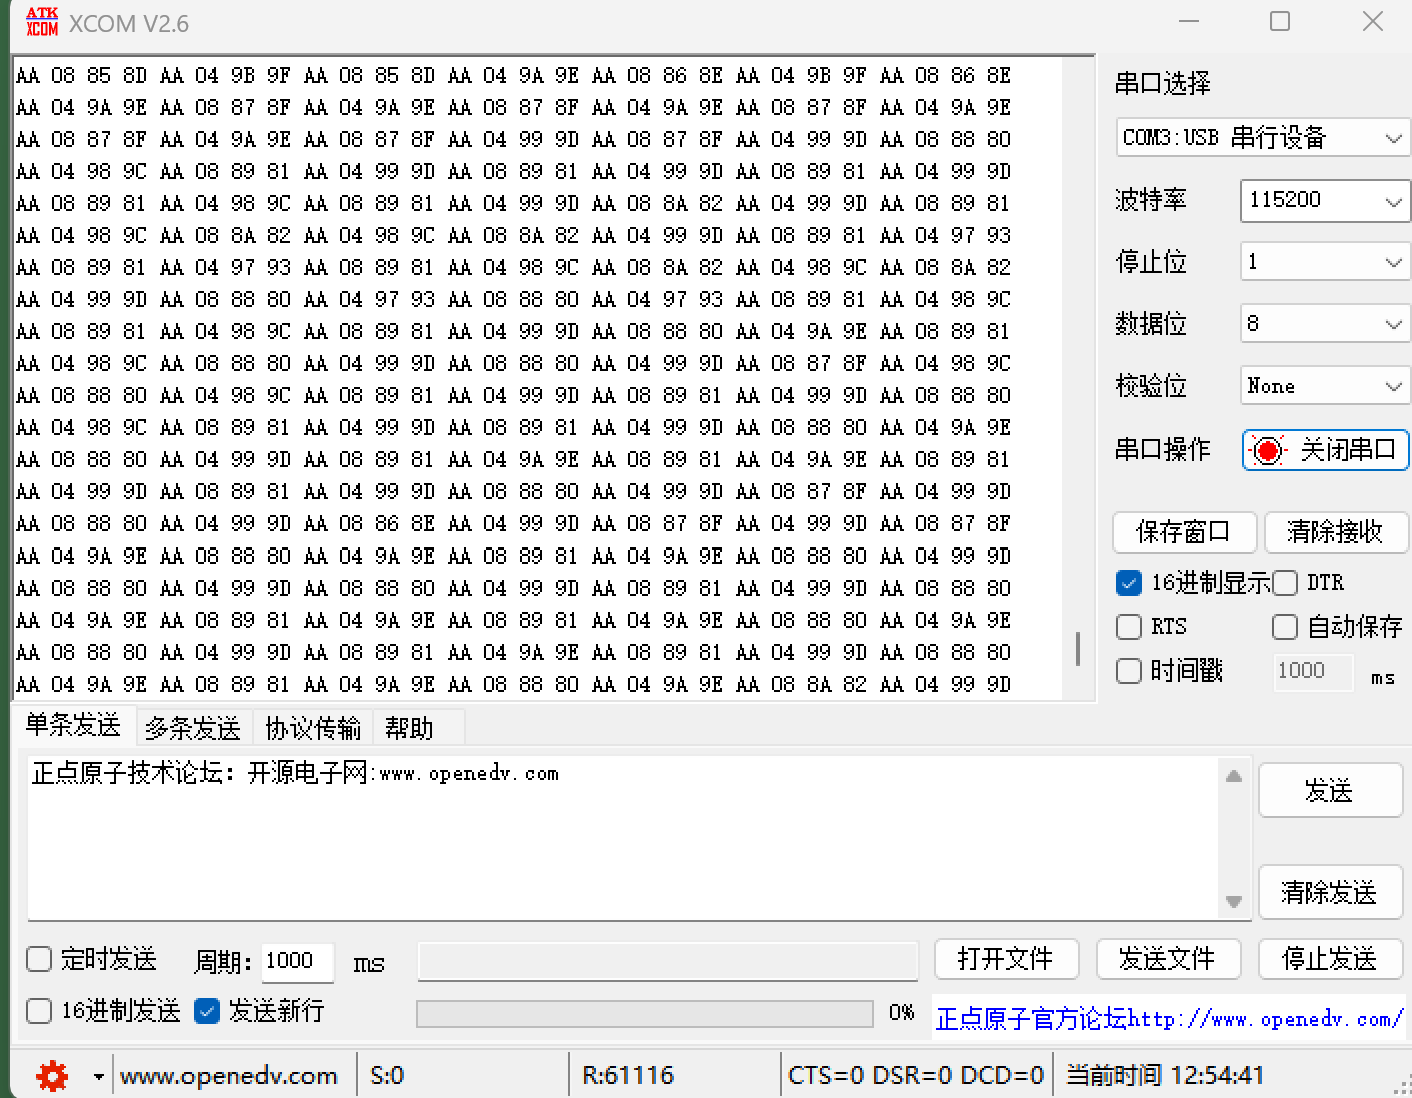 ATK
XCOM XCOM V2.6
AA 08 85 8D AA 04 9B 9F AA 08 85 8D AA 04 9A 9E AA 08 86 8E AA 04 9B 9F AA 08 86 8E
AA 04 9A 9E AA 08 87 8F AA 04 9A 9E AA 08 87 8F AA 04 9A 9E AA 08 87 8F AA 04 9A 9E
AA 08 87 8F AA 04 9A 9E AA 08 87 8F AA 04 99 9D AA 08 87 8F AA 04 99 9D AA 08 88 80
AA 04 98 9C AA 08 89 81 AA 04 99 9D AA 08 89 81 AA 04 99 9D AA 08 89 81 AA 04 99 9D
AA 08 89 81 AA 04 98 9C AA 08 89 81 AA 04 99 9D AA 08 8A 82 AA 04 99 9D AA 08 89 81
AA 04 98 9C AA 08 8A 82 AA 04 98 9C AA 08 8A 82 AA 04 99 9D AA 08 89 81 AA 04 97 93
AA 08 89 81 AA 04 97 93 AA 08 89 81 AA 04 98 9C AA 08 8A 82 AA 04 98 9C AA 08 8A 82
AA 04 99 9D AA 08 88 80 AA 04 97 93 AA 08 88 80 AA 04 97 93 AA 08 89 81 AA 04 98 9C
AA 08 89 81 AA 04 98 9C AA 08 89 81 AA 04 99 9D AA 08 88 80 AA 04 9A 9E AA 08 89 81
AA 04 98 9C AA 08 88 80 AA 04 99 9D AA 08 88 80 AA 04 99 9D AA 08 87 8F AA 04 98 9C
AA 08 88 80 AA 04 98 9C AA 08 89 81 AA 04 99 9D AA 08 89 81 AA 04 99 9D AA 08 88 80
AA 04 98 9C AA 08 89 81 AA 04 99 9D AA 08 89 81 AA 04 99 9D AA 08 88 80 AA 04 9A 9E
AA 08 88 80 AA 04 99 9D AA 08 89 81 AA 04 9A 9E AA 08 89 81 AA 04 9A 9E AA 08 89 81
AA 04 99 9D AA 08 89 81 AA 04 99 9D AA 08 88 80 AA 04 99 9D AA 08 87 8F AA 04 99 9D
AA 08 88 80 AA 04 99 9D AA 08 86 8E AA 04 99 9D AA 08 87 8F AA 04 99 9D AA 08 87 8F
AA 04 9A 9E AA 08 88 80 AA 04 9A 9E AA 08 89 81 AA 04 9A 9E AA 08 88 80 AA 04 99 9D
AA 08 88 80 AA 04 99 9D AA 08 88 80 AA 04 99 9D AA 08 89 81 AA 04 99 9D AA 08 88 80
AA 04 9A 9E AA 08 89 81 AA 04 9A 9E AA 08 89 81 AA 04 9A 9E AA 08 88 80 AA 04 9A 9E
AA 08 88 80 AA 04 99 9D AA 08 89 81 AA 04 9A 9E AA 08 89 81 AA 04 99 9D AA 08 88 80
AA 04 9A 9E AA 08 89 81 AA 04 9A 9E AA 08 88 80 AA 04 9A 9E AA 08 8A 82 AA 04 99 9D
串口选择
COM3:USB 串行设备
波特率 115200
停止位 1
数据位 8
校验位 None
串口操作 关闭串口
保存窗口 清除接收
16进制显示 DTR
RTS 自动保存
时间戳 1000 ms
单条发送 多条发送 协议传输 帮助
正点原子技术论坛：开源电子网:www.openedv.com
发送
清除发送
定时发送 周期: 1000 ms 打开文件 发送文件 停止发送
16进制发送 发送新行 0% 正点原子官方论坛http://www.openedv.com/
www.openedv.com S:0 R:61116 CTS=0 DSR=0 DCD=0 当前时间 12:54:41